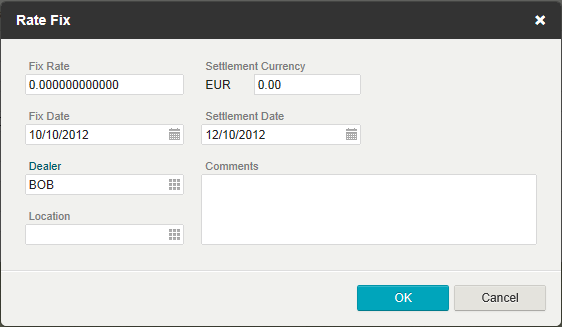 Rate Fix
Fix Rate
Settlement Currency
0.000000000000
EUR
0.00
Fix Date
Settlement Date
10/10/2012
12/10/2012
Dealer
Comments
BOB
Location
OK
Cancel